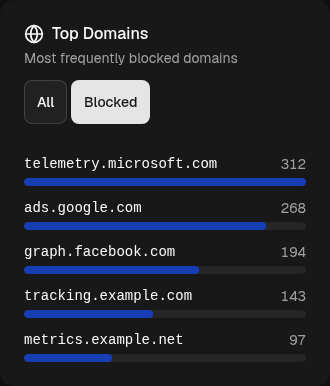 Top Domains
Most frequently blocked domains
All Blocked
telemetry.microsoft.com 312
ads.google.com 268
graph.facebook.com 194
tracking.example.com 143
metrics.example.net 97